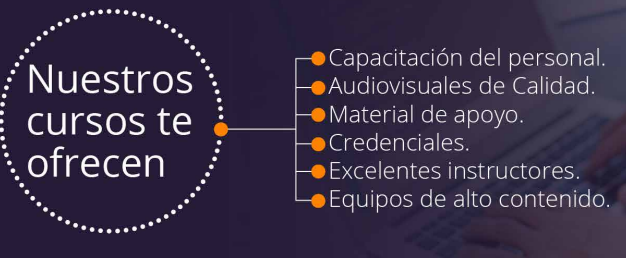 Nuestros
cursos te
ofrecen
Capacitación del personal.
Audiovisuales de Calidad.
Material de apoyo.
Credenciales.
Excelentes instructores.
Equipos de alto contenido.